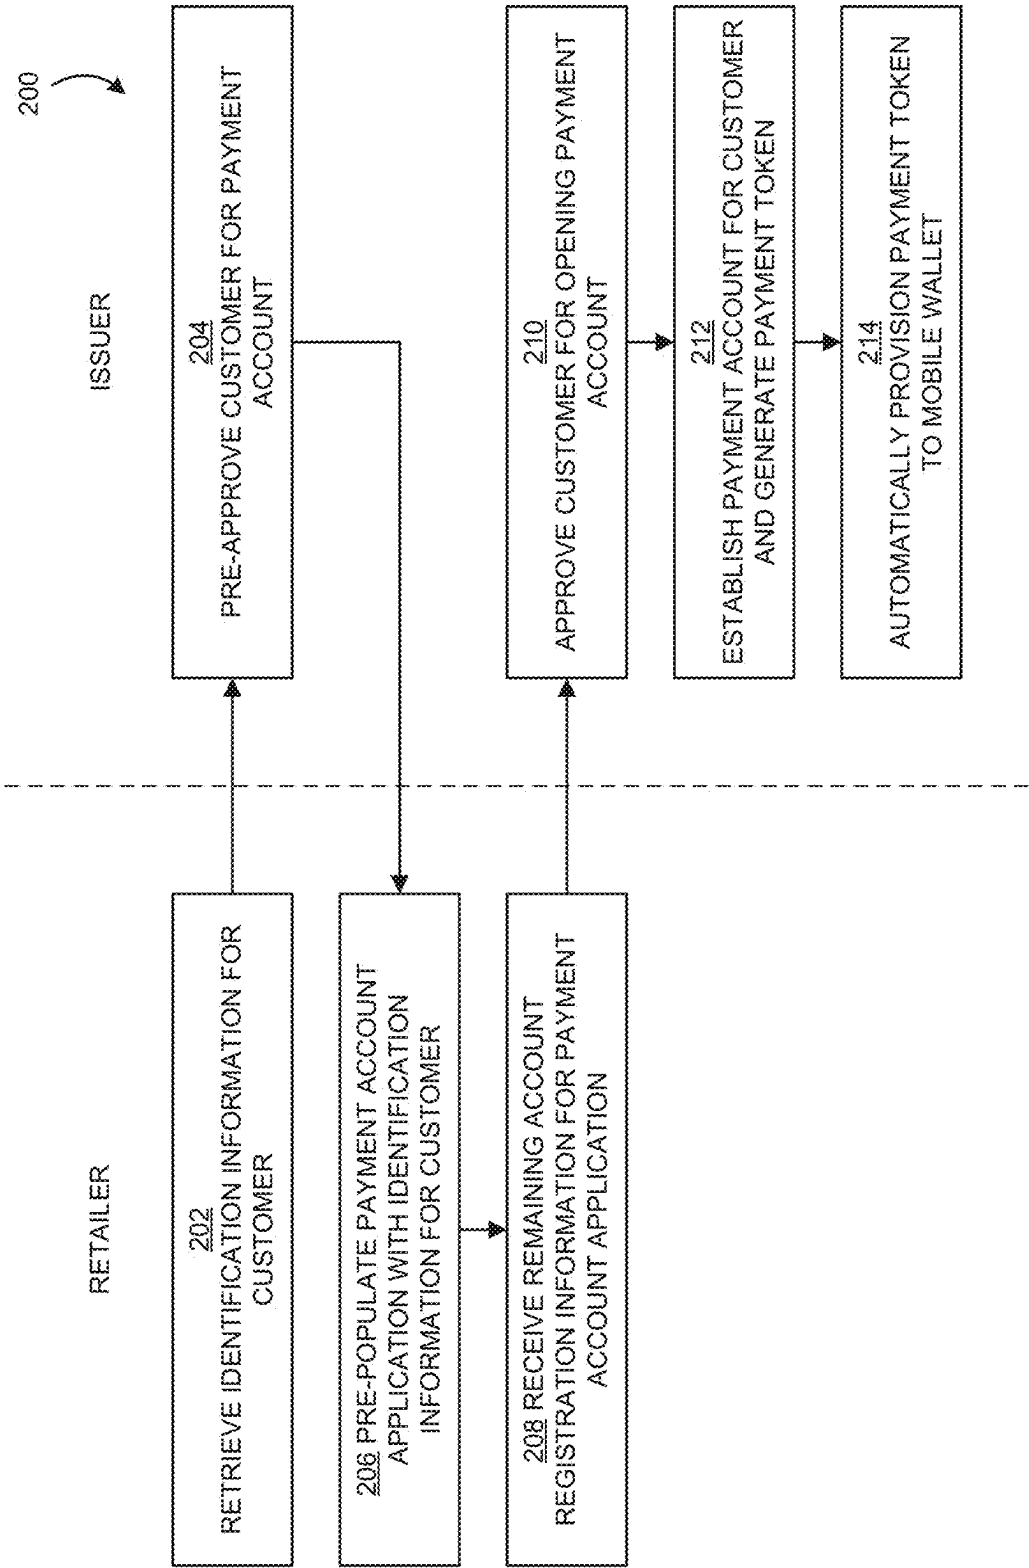 200
RETAILER
ISSUER
202
RETRIEVE IDENTIFICATION INFORMATION FOR
CUSTOMER
204
PRE-APPROVE CUSTOMER FOR PAYMENT
ACCOUNT
206 PRE-POPULATE PAYMENT ACCOUNT
APPLICATION WITH IDENTIFICATION
INFORMATION FOR CUSTOMER
208 RECEIVE REMAINING ACCOUNT
REGISTRATION INFORMATION FOR PAYMENT
ACCOUNT APPLICATION
210
APPROVE CUSTOMER FOR OPENING PAYMENT
ACCOUNT
212
ESTABLISH PAYMENT ACCOUNT FOR CUSTOMER
AND GENERATE PAYMENT TOKEN
214
AUTOMATICALLY PROVISION PAYMENT TOKEN
TO MOBILE WALLET